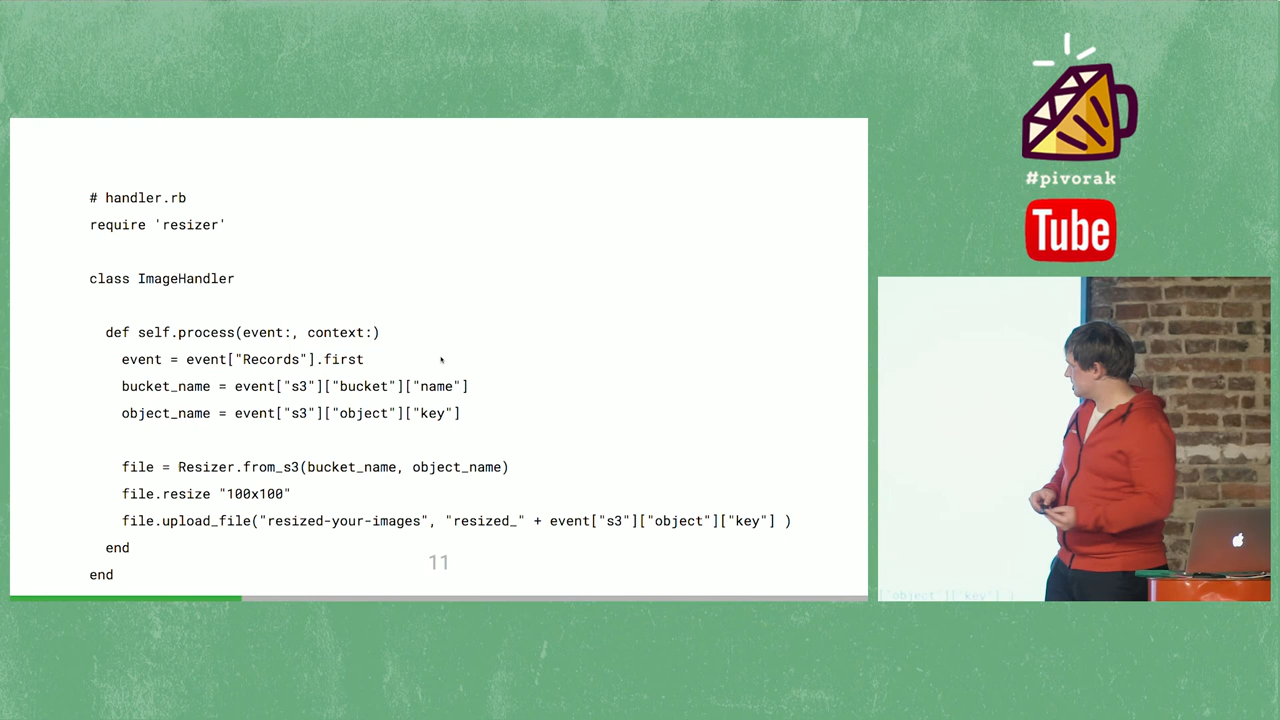 # handler.rb
require 'resizer'
class ImageHandler
def self.process(event:, context:)
event = event["Records"].first
bucket_name = event["s3"]["bucket"]["name"]
object_name = event["s3"]["object"]["key"]
file = Resizer.from_s3(bucket_name, object_name)
file.resize "100x100"
file.upload_file("resized-your-images", "resized_" + event["s3"]["object"]["key"] )
end
end
11
#pivorak
Tube
["object"]["key"] )